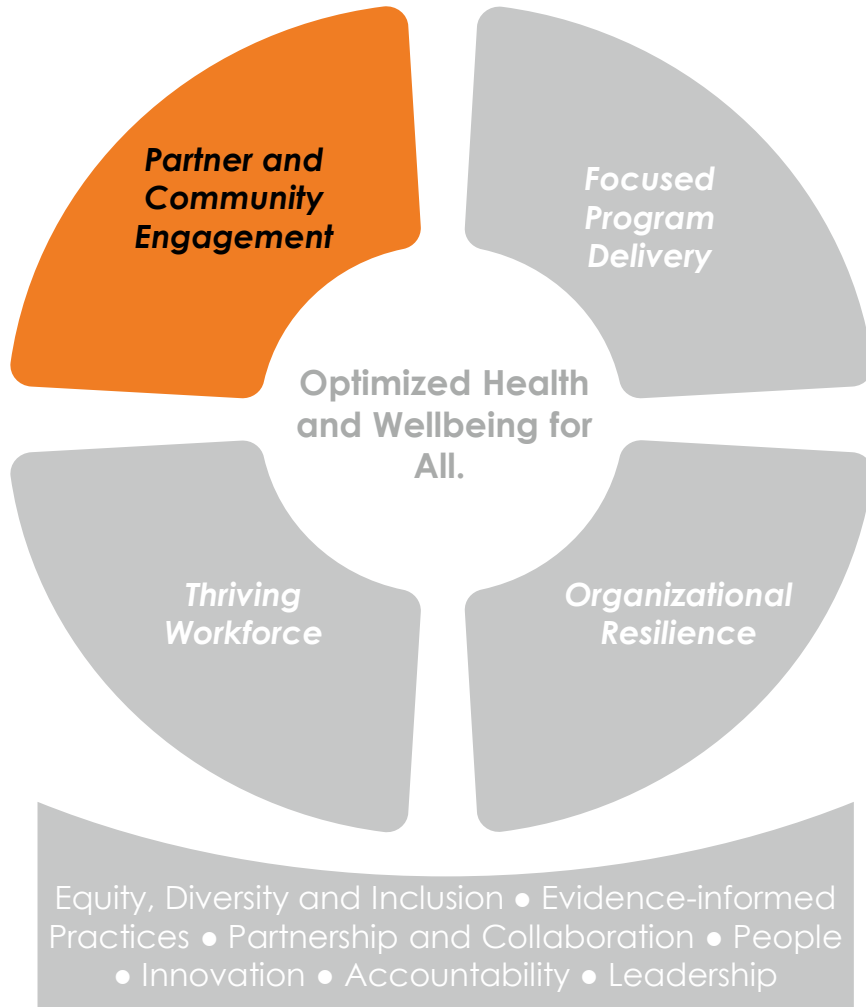 Partner and
Community
Engagement
Focused
Program
Delivery
Optimized Health
and Wellbeing for
All.
Thriving
Workforce
Organizational
Resilience
Equity, Diversity and Inclusion ● Evidence-informed
Practices ● Partnership and Collaboration ● People
● Innovation ● Accountability ● Leadership